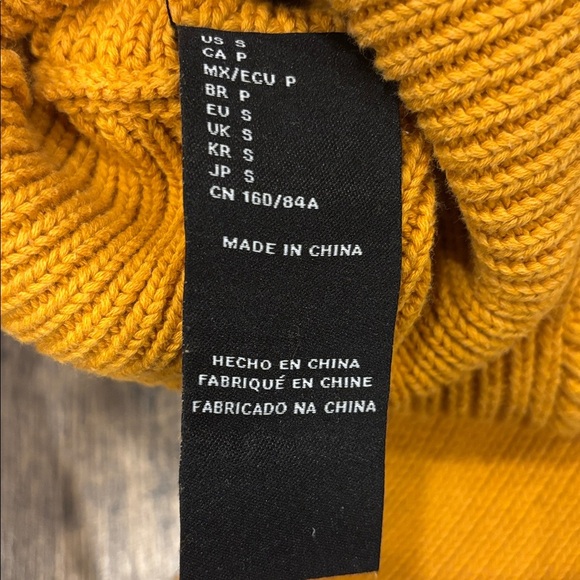 US S
CA P
MX/ECU P
BR P
EU S
UK S
KR S
JP S
CN 160/84A
MADE IN CHINA
HECHO EN CHINA
FABRIQUÉ EN CHINE
FABRICADO NA CHINA